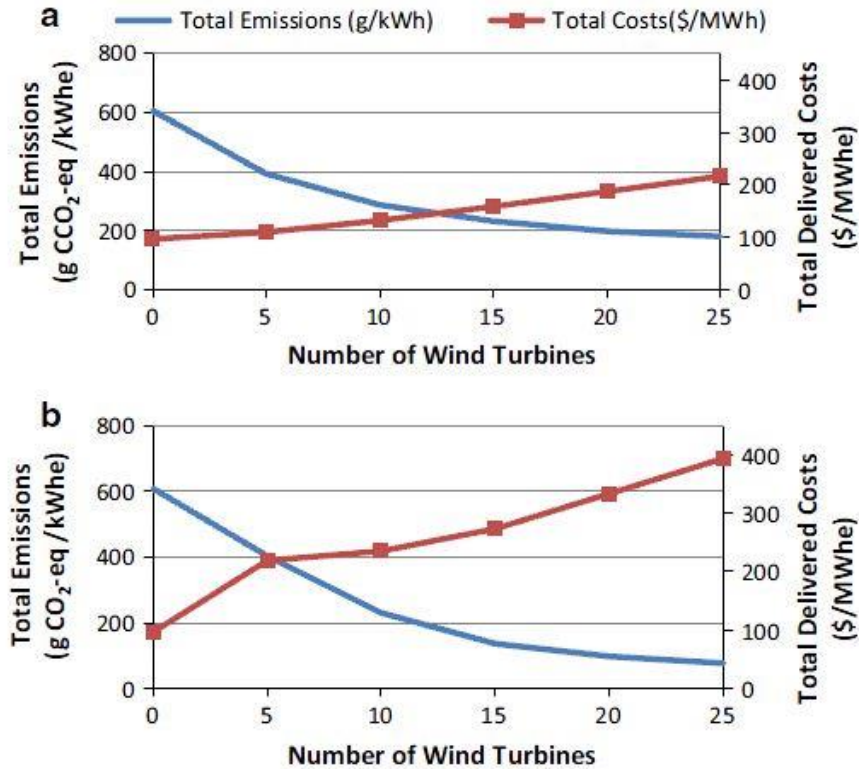 a
Total Emissions (g/kWh)
Total Costs($/MWh)
Total Emissions
(g CCO₂-eq /kWhe)
800
600
400
200
0
400
300
200
100
0
Total Delivered Costs
($/MWhe)
0 5 10 15 20 25
Number of Wind Turbines
b
Total Emissions
(g CO₂-eq /kWhe)
800
600
400
200
0
400
300
200
100
0
Total Delivered Costs
($/MWhe)
0 5 10 15 20 25
Number of Wind Turbines